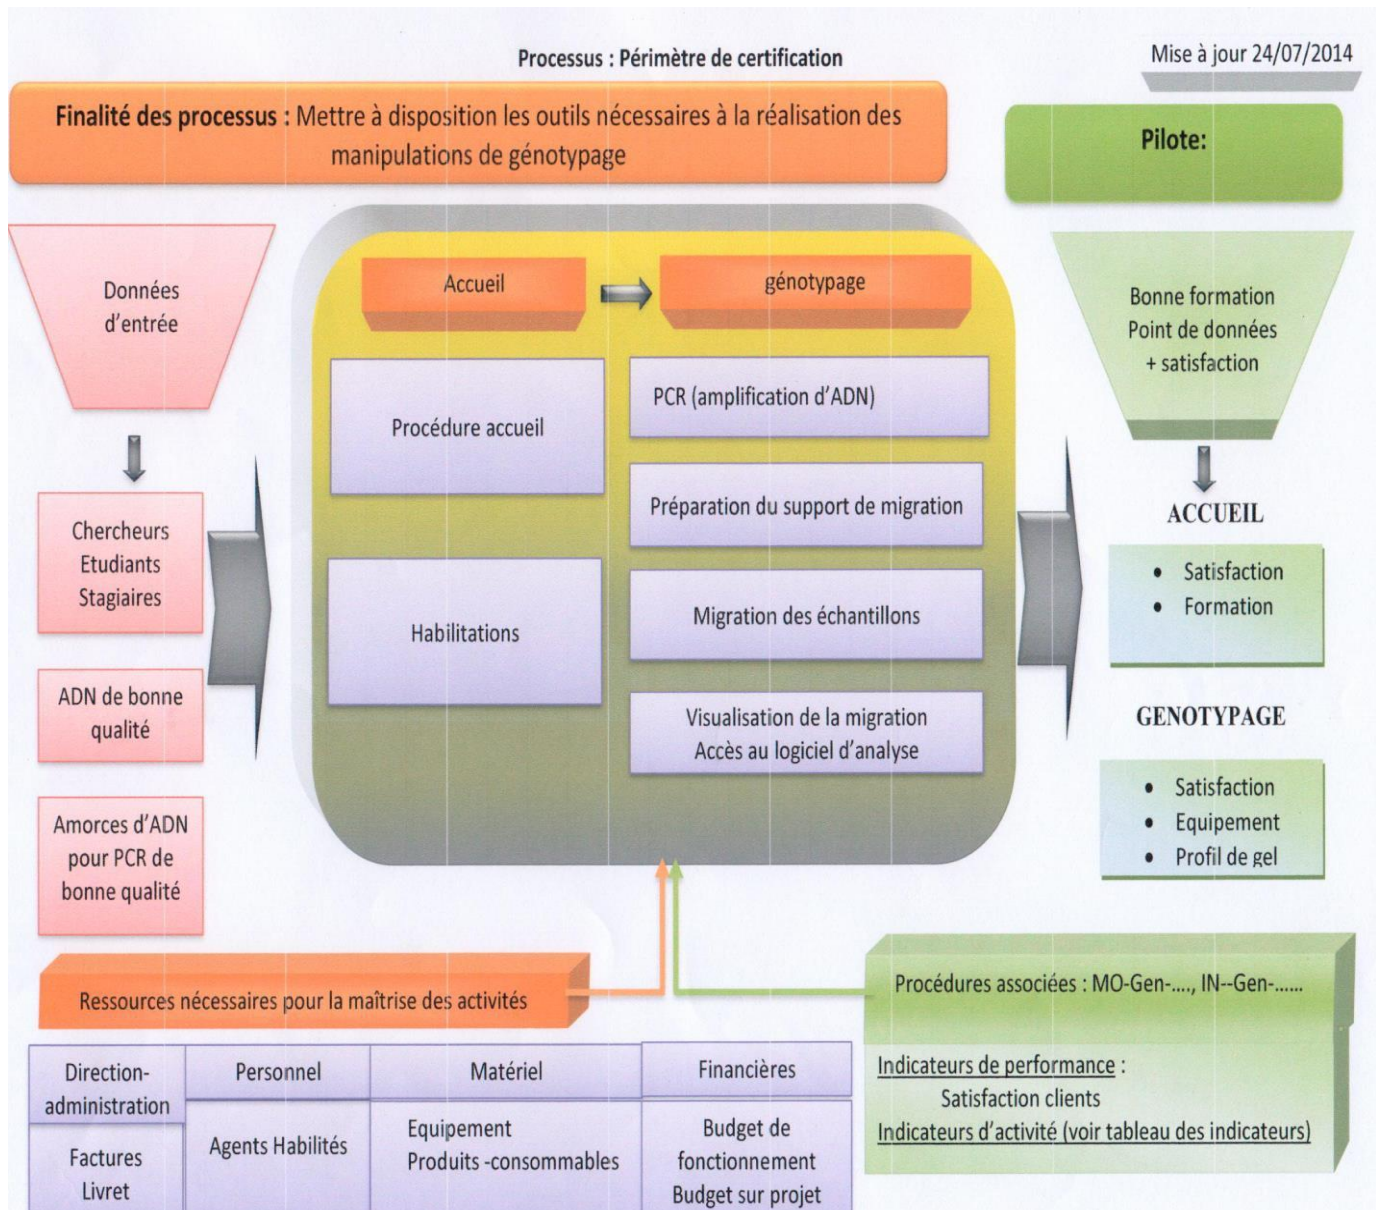 Processus : Périmètre de certification
Mise à jour 24/07/2014
Finalité des processus : Mettre à disposition les outils nécessaires à la réalisation des
manipulations de génotypage
Pilote:
Données
d'entrée
Chercheurs
Etudiants
Stagiaires
ADN de bonne
qualité
Amorces d'ADN
pour PCR de
bonne qualité
Accueil
génotypage
Procédure accueil
Habilitations
PCR (amplification d'ADN)
Préparation du support de migration
Migration des échantillons
Visualisation de la migration
Accès au logiciel d'analyse
Bonne formation
Point de données
+ satisfaction
ACCUEIL
• Satisfaction
• Formation
GENOTYPAGE
• Satisfaction
• Equipement
• Profil de gel
Ressources nécessaires pour la maîtrise des activités
Direction-
administration
Factures
Livret
Personnel
Agents Habilités
Matériel
Equipement
Produits -consommables
Financières
Budget de
fonctionnement
Budget sur projet
Procédures associées : MO-Gen-...., IN--Gen-......
Indicateurs de performance :
Satisfaction clients
Indicateurs d'activité (voir tableau des indicateurs)